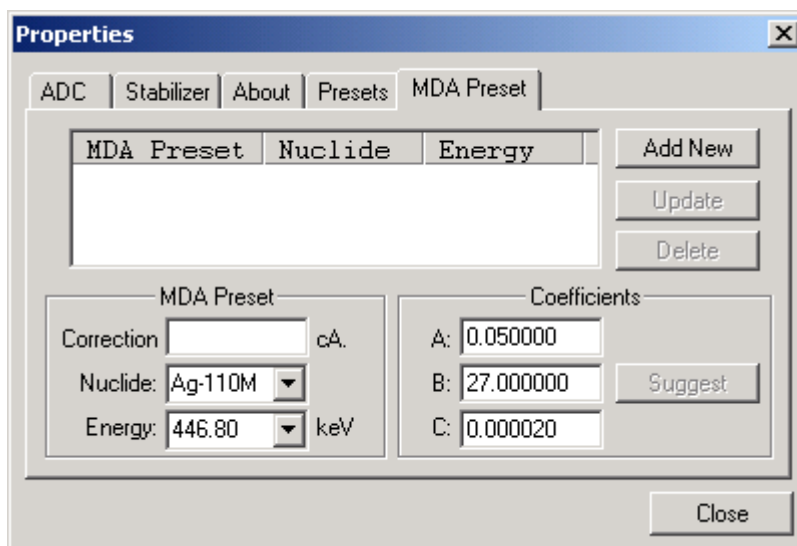 Properties
ADC Stabilizer About Presets MDA Preset
MDA Preset Nuclide Energy
Add New
Update
Delete
MDA Preset
Correction cA.
Nuclide: Ag-110M
Energy: 446.80 keV
Coefficients
A: 0.050000
B: 27.000000
C: 0.000020
Suggest
Close